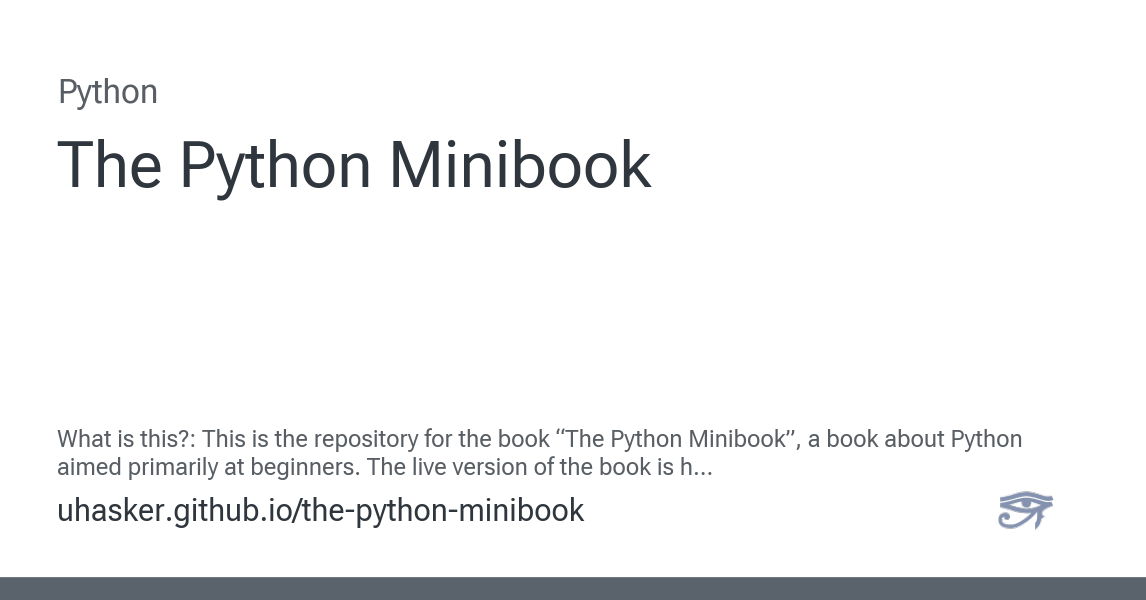 Python
The Python Minibook
What is this?: This is the repository for the book “The Python Minibook”, a book about Python
aimed primarily at beginners. The live version of the book is h...
uhasker.github.io/the-python-minibook